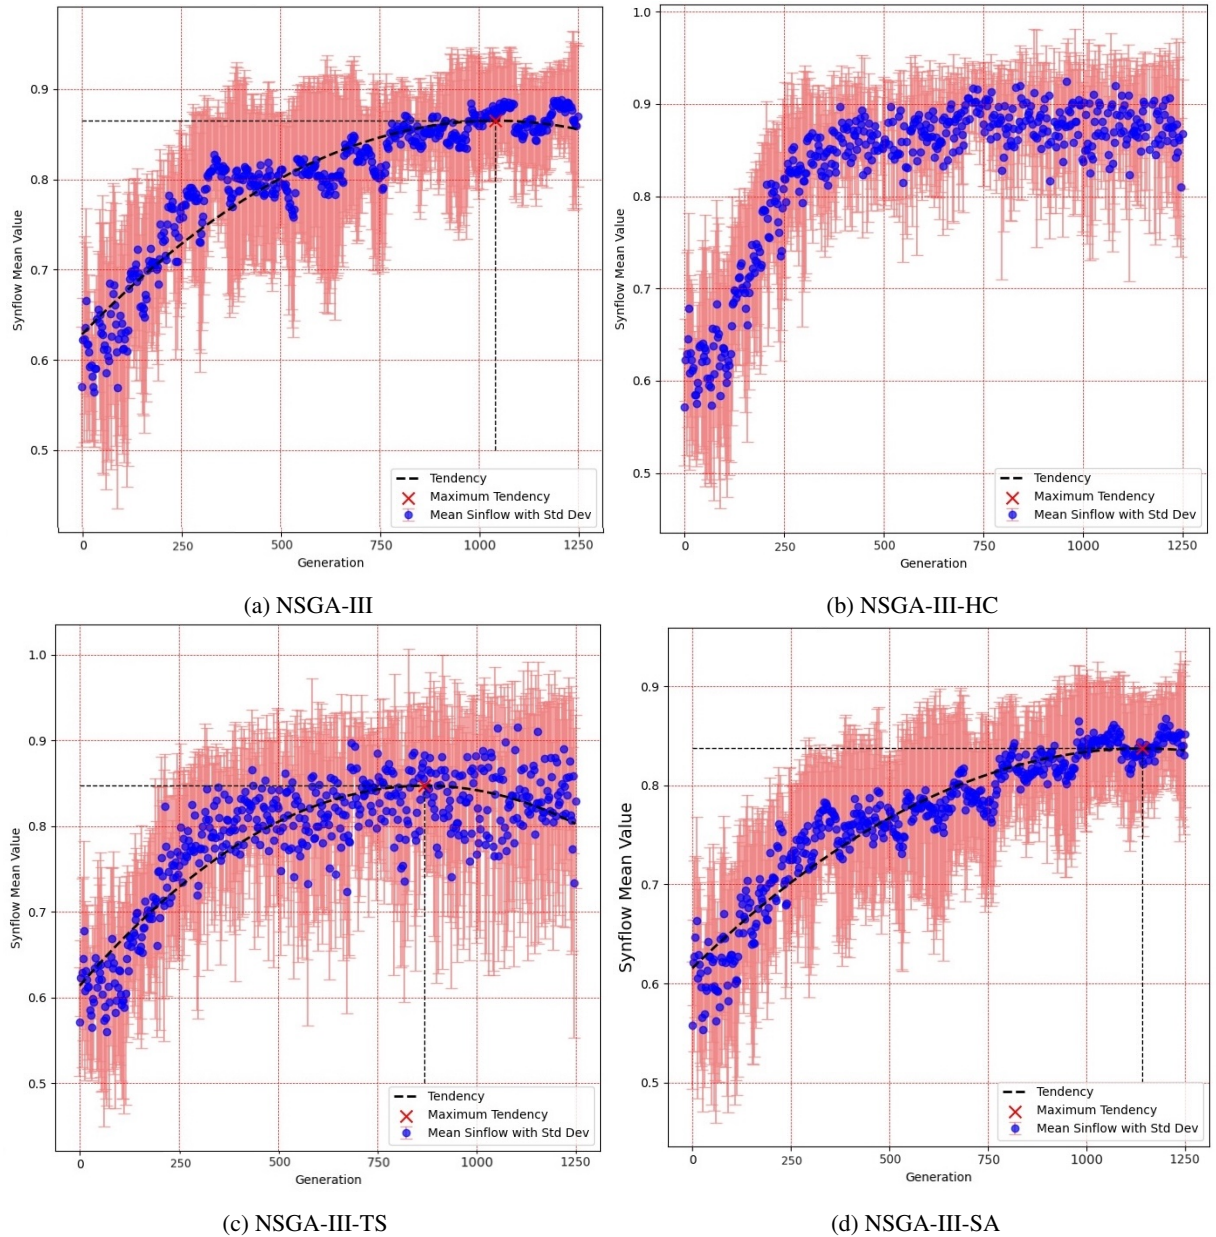 Synflow Mean Value
0.9
0.8
0.7
0.6
0.5
Tendency
Maximum Tendency
Mean Sinflow with Std Dev
0
250
500
750
1000
1250
Generation
(a) NSGA-III
Synflow Mean Value
1.0
0.9
0.8
0.7
0.6
0.5
Tendency
Maximum Tendency
Mean Sinflow with Std Dev
0
250
500
750
1000
1250
Generation
(b) NSGA-III-HC
Synflow Mean Value
1.0
0.9
0.8
0.7
0.6
0.5
Tendency
Maximum Tendency
Mean Sinflow with Std Dev
0
250
500
750
1000
1250
Generation
(c) NSGA-III-TS
Synflow Mean Value
0.9
0.8
0.7
0.6
0.5
Tendency
Maximum Tendency
Mean Sinflow with Std Dev
0
250
500
750
1000
1250
Generation
(d) NSGA-III-SA